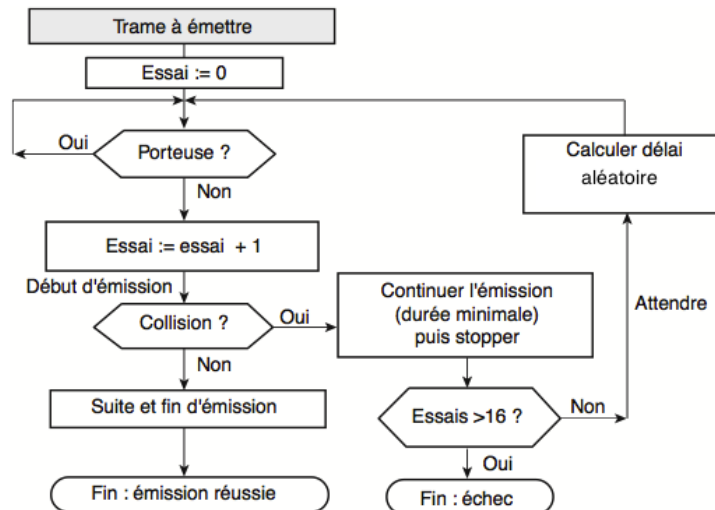 Trame à émettre
Essai := 0
Oui
Porteuse ?
Non
Essai := essai + 1
Début d'émission
Collision ?
Oui
Non
Suite et fin d'émission
Fin : émission réussie
Continuer l'émission
(durée minimale)
puis stopper
Essais >16 ?
Non
Oui
Fin : échec
Attendre
Calculer délai
aléatoire